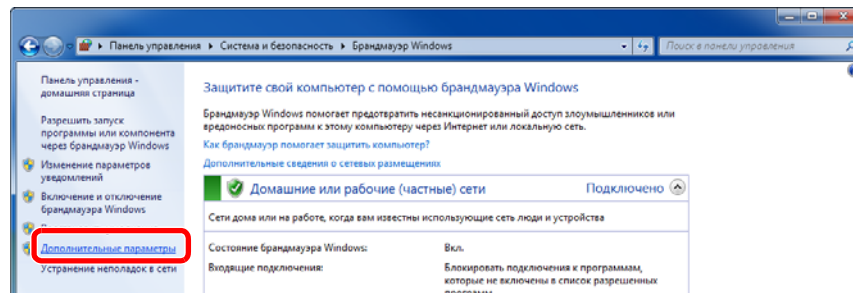 Панель управления ▸ Система и безопасность ▸ Брандмауэр Windows
Поиск в панели управления
Панель управления -
домашняя страница
Разрешить запуск
программы или компонента
через брандмауэр Windows
Изменение параметров
уведомлений
Включение и отключение
брандмауэра Windows
Дополнительные параметры
Устранение неполадок в сети
Защитите свой компьютер с помощью брандмауэра Windows
Брандмауэр Windows помогает предотвратить несанкционированный доступ злоумышленников или
вредоносных программ к этому компьютеру через Интернет или локальную сеть.
Как брандмауэр помогает защитить компьютер?
Дополнительные сведения о сетевых размещениях
Домашние или рабочие (частные) сети Подключено
Сети дома или на работе, когда вам известны использующие сеть люди и устройства
Состояние брандмауэра Windows: Вкл.
Входящие подключения: Блокировать подключения к программам,
которые не включены в список разрешенных
программ